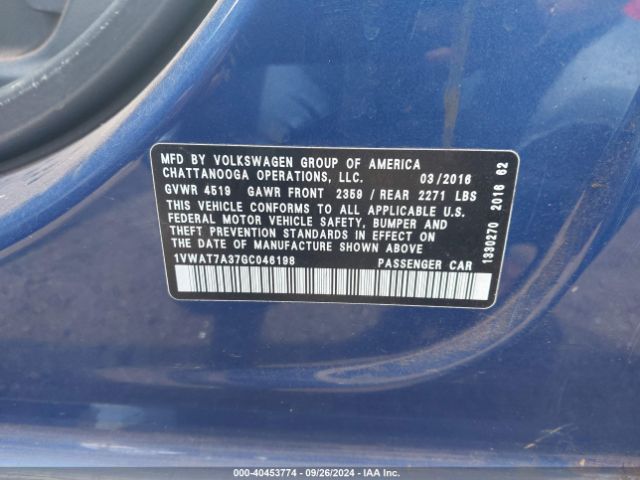 MFD BY VOLKSWAGEN GROUP OF AMERICA
CHATTANOOGA OPERATIONS, LLC. 03/2016
GVWR 4519 GAWR FRONT 2359 / REAR 2271 LBS
THIS VEHICLE CONFORMS TO ALL APPLICABLE U.S.
FEDERAL MOTOR VEHICLE SAFETY, BUMPER AND
THEFT PREVENTION STANDARDS IN EFFECT ON
THE DATE OF MANUFACTURE SHOWN ABOVE
1VWAT7A37GC046198 PASSENGER CAR
1330270 2016 62
000-40453774 - 09/26/2024 - IAA Inc.